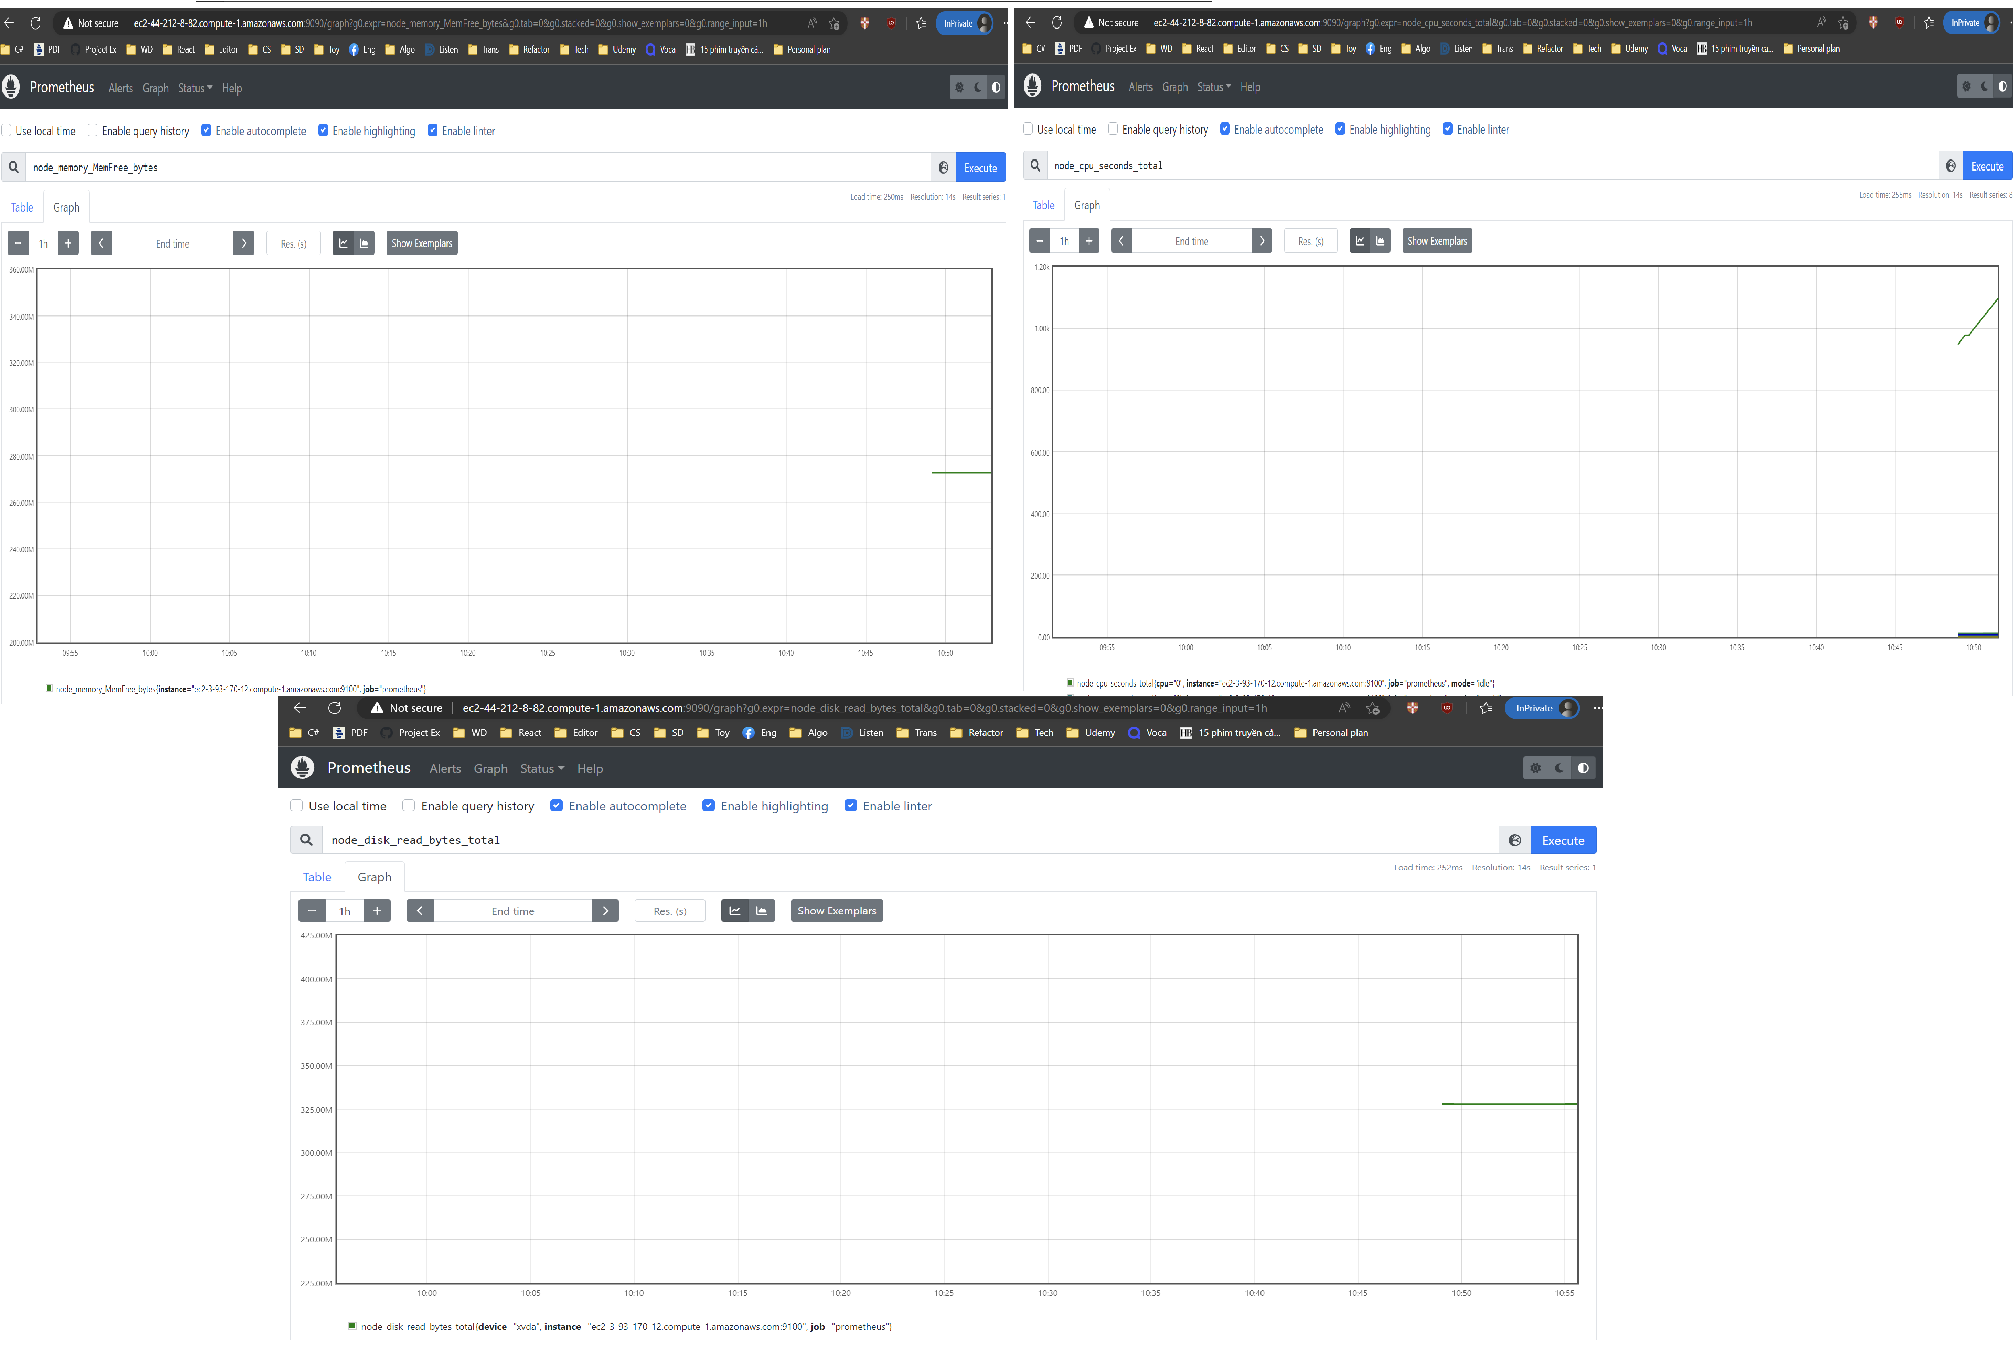 Not secure ec2-44-212-8-82.compute-1.amazonaws.com:9090/graph?g0.expr=node_memory_MemFree_bytes&g0.tab=0&g0.stacked=0&g0.show_exemplars=0&g0.range_input=1h InPrivate
C# PDF Project Ex WD React Editor CS SD Toy Eng Algo Listen Trans Refactor Tech Udemy Voca 15 phim truyền cả... Personal plan
Prometheus Alerts Graph Status Help
Use local time Enable query history Enable autocomplete Enable highlighting Enable linter
node_memory_MemFree_bytes Execute
Load time: 250ms Resolution: 14s Result series: 1
Table Graph
1h End time Res. (s) Show Exemplars
360.00M
340.00M
320.00M
300.00M
280.00M
260.00M
240.00M
220.00M
200.00M
09:55 10:00 10:05 10:10 10:15 10:20 10:25 10:30 10:35 10:40 10:45 10:50
node_memory_MemFree_bytes{instance="ec2-3-93-170-12.compute-1.amazonaws.com:9100", job="prometheus"}
Not secure ec2-44-212-8-82.compute-1.amazonaws.com:9090/graph?g0.expr=node_cpu_seconds_total&g0.tab=0&g0.stacked=0&g0.show_exemplars=0&g0.range_input=1h InPrivate
C# PDF Project Ex WD React Editor CS SD Toy Eng Algo Listen Trans Refactor Tech Udemy Voca 15 phim truyền cả... Personal plan
Prometheus Alerts Graph Status Help
Use local time Enable query history Enable autocomplete Enable highlighting Enable linter
node_cpu_seconds_total Execute
Load time: 255ms Resolution: 14s Result series:
Table Graph
1h End time Res. (s) Show Exemplars
1.20k
1.00k
800.00
600.00
400.00
200.00
0.00
09:55 10:00 10:05 10:10 10:15 10:20 10:25 10:30 10:35 10:40 10:45 10:50
node_cpu_seconds_total{cpu="0", instance="ec2-3-93-170-12.compute-1.amazonaws.com:9100", job="prometheus", mode="idle"}
Not secure ec2-44-212-8-82.compute-1.amazonaws.com:9090/graph?g0.expr=node_disk_read_bytes_total&g0.tab=0&g0.stacked=0&g0.show_exemplars=0&g0.range_input=1h InPrivate
C# PDF Project Ex WD React Editor CS SD Toy Eng Algo Listen Trans Refactor Tech Udemy Voca 15 phim truyền cả... Personal plan
Prometheus Alerts Graph Status Help
Use local time Enable query history Enable autocomplete Enable highlighting Enable linter
node_disk_read_bytes_total Execute
Load time: 252ms Resolution: 14s Result series: 1
Table Graph
1h End time Res. (s) Show Exemplars
425.00M
400.00M
375.00M
350.00M
325.00M
300.00M
275.00M
250.00M
225.00M
10:00 10:05 10:10 10:15 10:20 10:25 10:30 10:35 10:40 10:45 10:50 10:55
node_disk_read_bytes_total{device="xvda", instance="ec2-3-93-170-12.compute-1.amazonaws.com:9100", job="prometheus"}